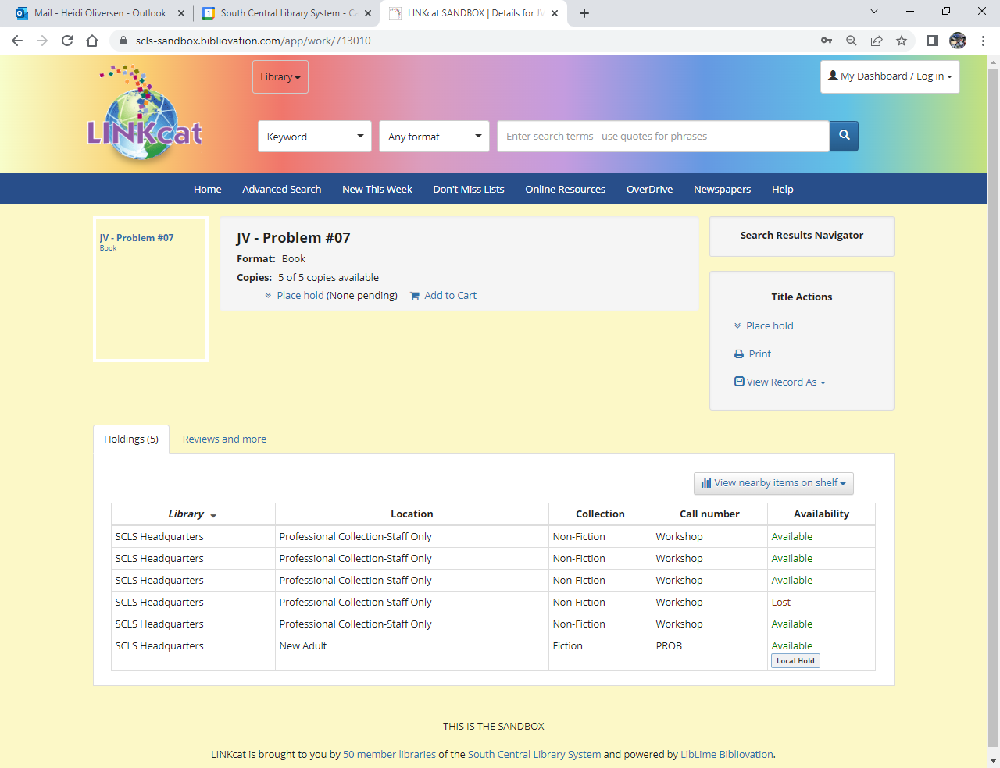 Mail - Heidi Oliversen - Outlook
South Central Library System - Ca
LINKcat SANDBOX | Details for JV
scls-sandbox.bibliovation.com/app/work/713010
LINKcat
Library
My Dashboard / Log in
Keyword
Any format
Enter search terms - use quotes for phrases
Home Advanced Search New This Week Don't Miss Lists Online Resources OverDrive Newspapers Help
JV - Problem #07
Book
JV - Problem #07
Format: Book
Copies: 5 of 5 copies available
Place hold (None pending) Add to Cart
Search Results Navigator
Title Actions
Place hold
Print
View Record As
Holdings (5) Reviews and more
View nearby items on shelf
Library Location Collection Call number Availability
SCLS Headquarters Professional Collection-Staff Only Non-Fiction Workshop Available
SCLS Headquarters Professional Collection-Staff Only Non-Fiction Workshop Available
SCLS Headquarters Professional Collection-Staff Only Non-Fiction Workshop Available
SCLS Headquarters Professional Collection-Staff Only Non-Fiction Workshop Lost
SCLS Headquarters Professional Collection-Staff Only Non-Fiction Workshop Available
SCLS Headquarters New Adult Fiction PROB Available
Local Hold
THIS IS THE SANDBOX
LINKcat is brought to you by 50 member libraries of the South Central Library System and powered by LibLime Bibliovation.